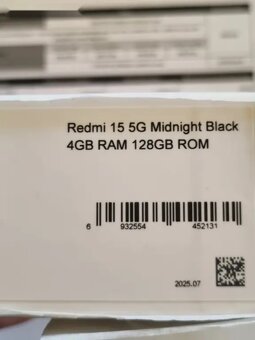 Redmi 15 5G Midnight Black
4GB RAM 128GB ROM
6 932554 452131
2025.07